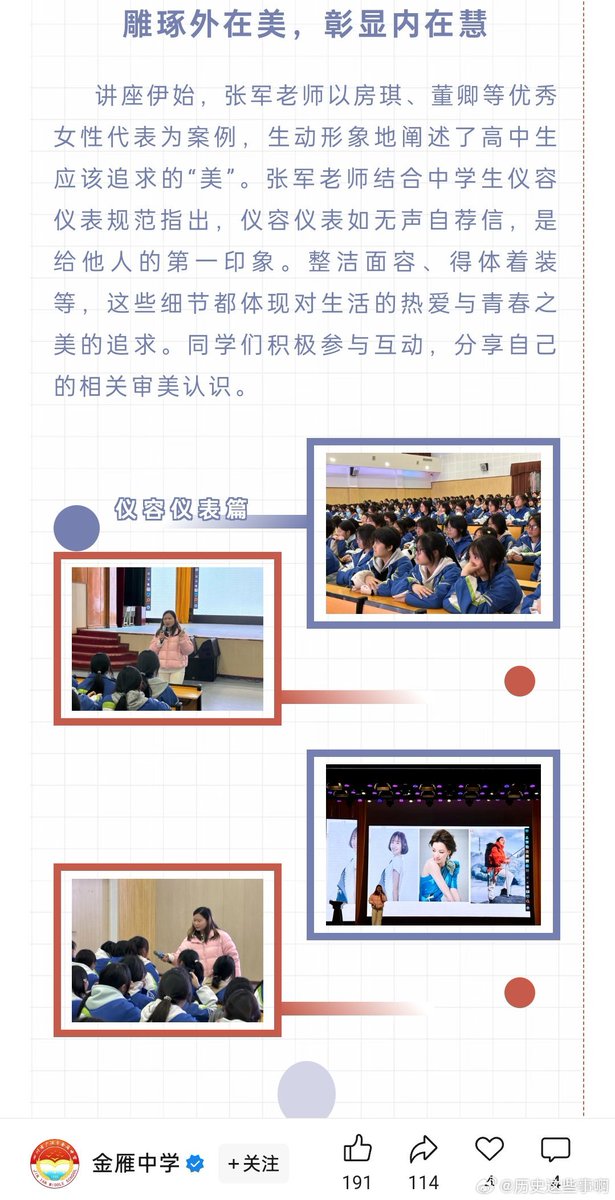 雕琢外在美，彰显内在慧
讲座伊始，张军老师以房琪、董卿等优秀
女性代表为案例，生动形象地阐述了高中生
应该追求的“美”。张军老师结合中学生仪容
仪表规范指出，仪容仪表如无声自荐信，是
给他人的第一印象。整洁面容、得体着装
等，这些细节都体现对生活的热爱与青春之
美的追求。同学们积极参与互动，分享自己
的相关审美认识。
仪容仪表篇
金雁中学
+关注
191
114
4
4
@历史这些事啊